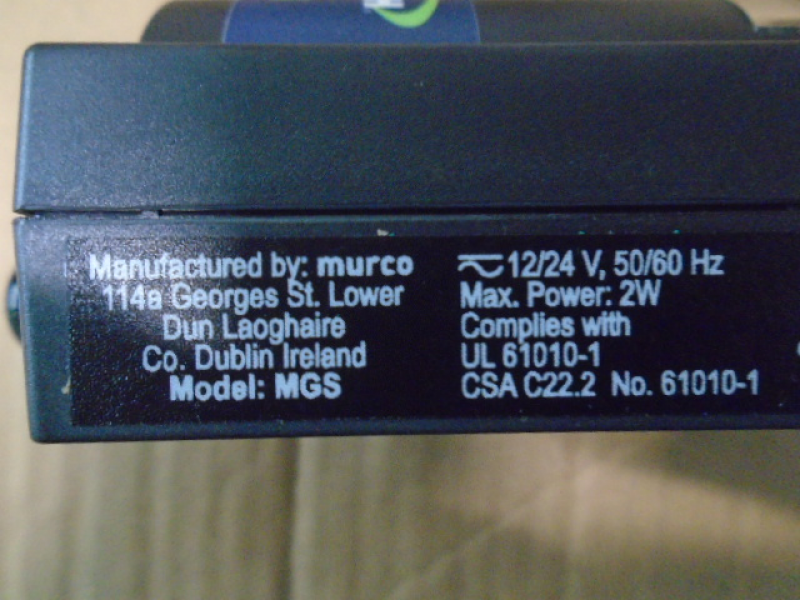 Manufactured by: murco
114a Georges St. Lower
Dun Laoghaire
Co. Dublin Ireland
Model: MGS
12/24 V, 50/60 Hz
Max. Power: 2W
Complies with
UL 61010-1
CSA C22.2 No. 61010-1